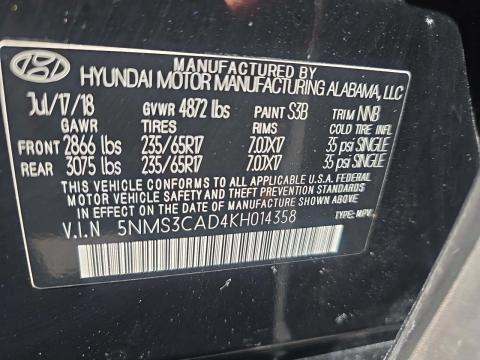 MANUFACTURED BY
HYUNDAI MOTOR MANUFACTURING ALABAMA, LLC
Jul/17/18 GVWR 4872 lbs PAINT S3B TRIM NNB
GAWR TIRES RIMS COLD TIRE INFL.
FRONT 2866 lbs 235/65R17 7.0JX17 35 psi SINGLE
REAR 3075 lbs 235/65R17 7.0JX17 35 psi SINGLE
THIS VEHICLE CONFORMS TO ALL APPLICABLE U.S.A. FEDERAL
MOTOR VEHICLE SAFETY AND THEFT PREVENTION STANDARDS
IN EFFECT ON THE DATE OF MANUFACTURE SHOWN ABOVE.
V.I.N 5NMS3CAD4KH014358 TYPE: MPV